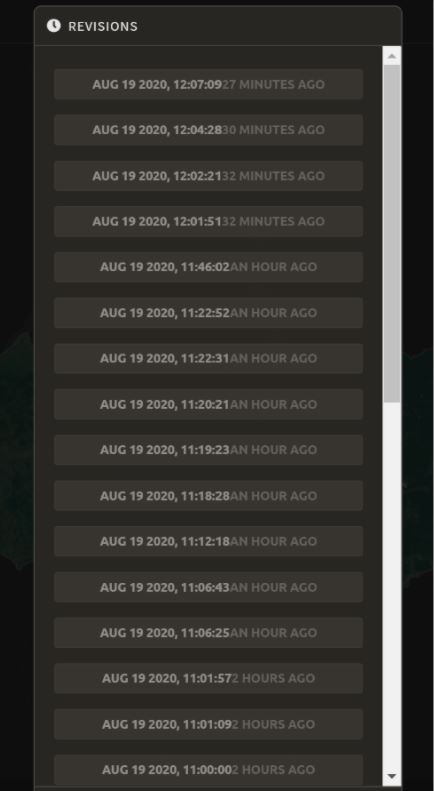 REVISIONS
AUG 19 2020, 12:07:0927 MINUTES AGO
AUG 19 2020, 12:04:2830 MINUTES AGO
AUG 19 2020, 12:02:2132 MINUTES AGO
AUG 19 2020, 12:01:5132 MINUTES AGO
AUG 19 2020, 11:46:02AN HOUR AGO
AUG 19 2020, 11:22:52AN HOUR AGO
AUG 19 2020, 11:22:31AN HOUR AGO
AUG 19 2020, 11:20:21AN HOUR AGO
AUG 19 2020, 11:19:23AN HOUR AGO
AUG 19 2020, 11:18:28AN HOUR AGO
AUG 19 2020, 11:12:18AN HOUR AGO
AUG 19 2020, 11:06:43AN HOUR AGO
AUG 19 2020, 11:06:25AN HOUR AGO
AUG 19 2020, 11:01:572 HOURS AGO
AUG 19 2020, 11:01:092 HOURS AGO
AUG 19 2020, 11:00:002 HOURS AGO